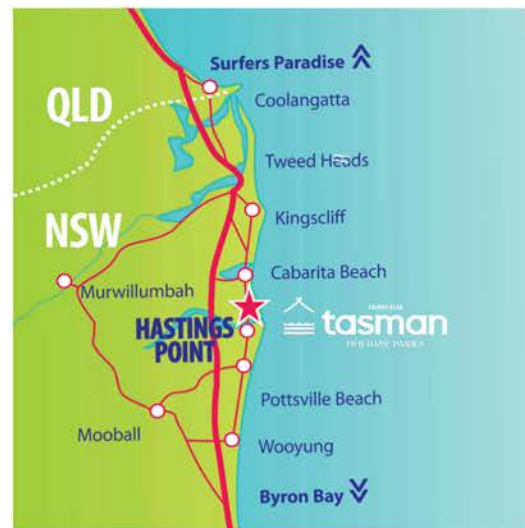 Surfers Paradise
QLD
Coolangatta
Tweed Heads
NSW
Kingscliff
Cabarita Beach
Murwillumbah
HASTINGS
POINT
tasman
HOLIDAY PARKS
Pottsville Beach
Mooball
Wooyung
Byron Bay